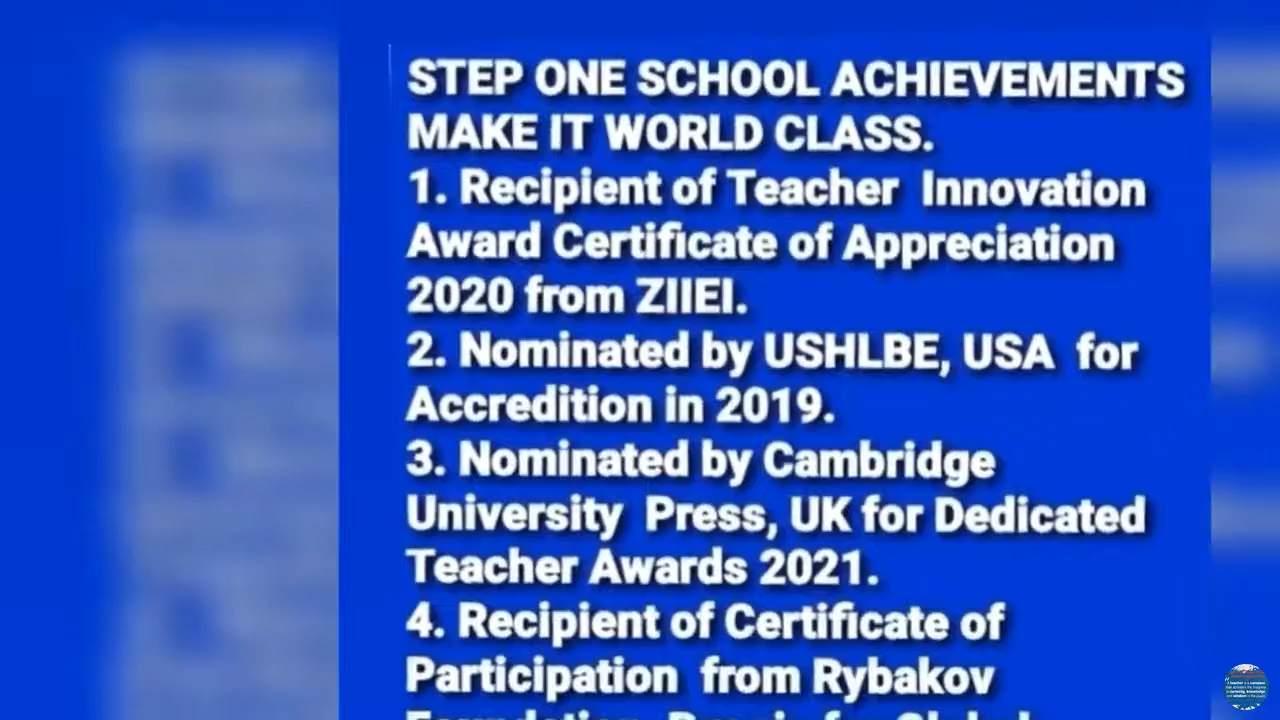 STEP ONE SCHOOL ACHIEVEMENTS
MAKE IT WORLD CLASS.
1. Recipient of Teacher Innovation
Award Certificate of Appreciation
2020 from ZIIEI.
2. Nominated by USHLBE, USA for
Accredition in 2019.
3. Nominated by Cambridge
University Press, UK for Dedicated
Teacher Awards 2021.
4. Recipient of Certificate of
Participation from Rybakov